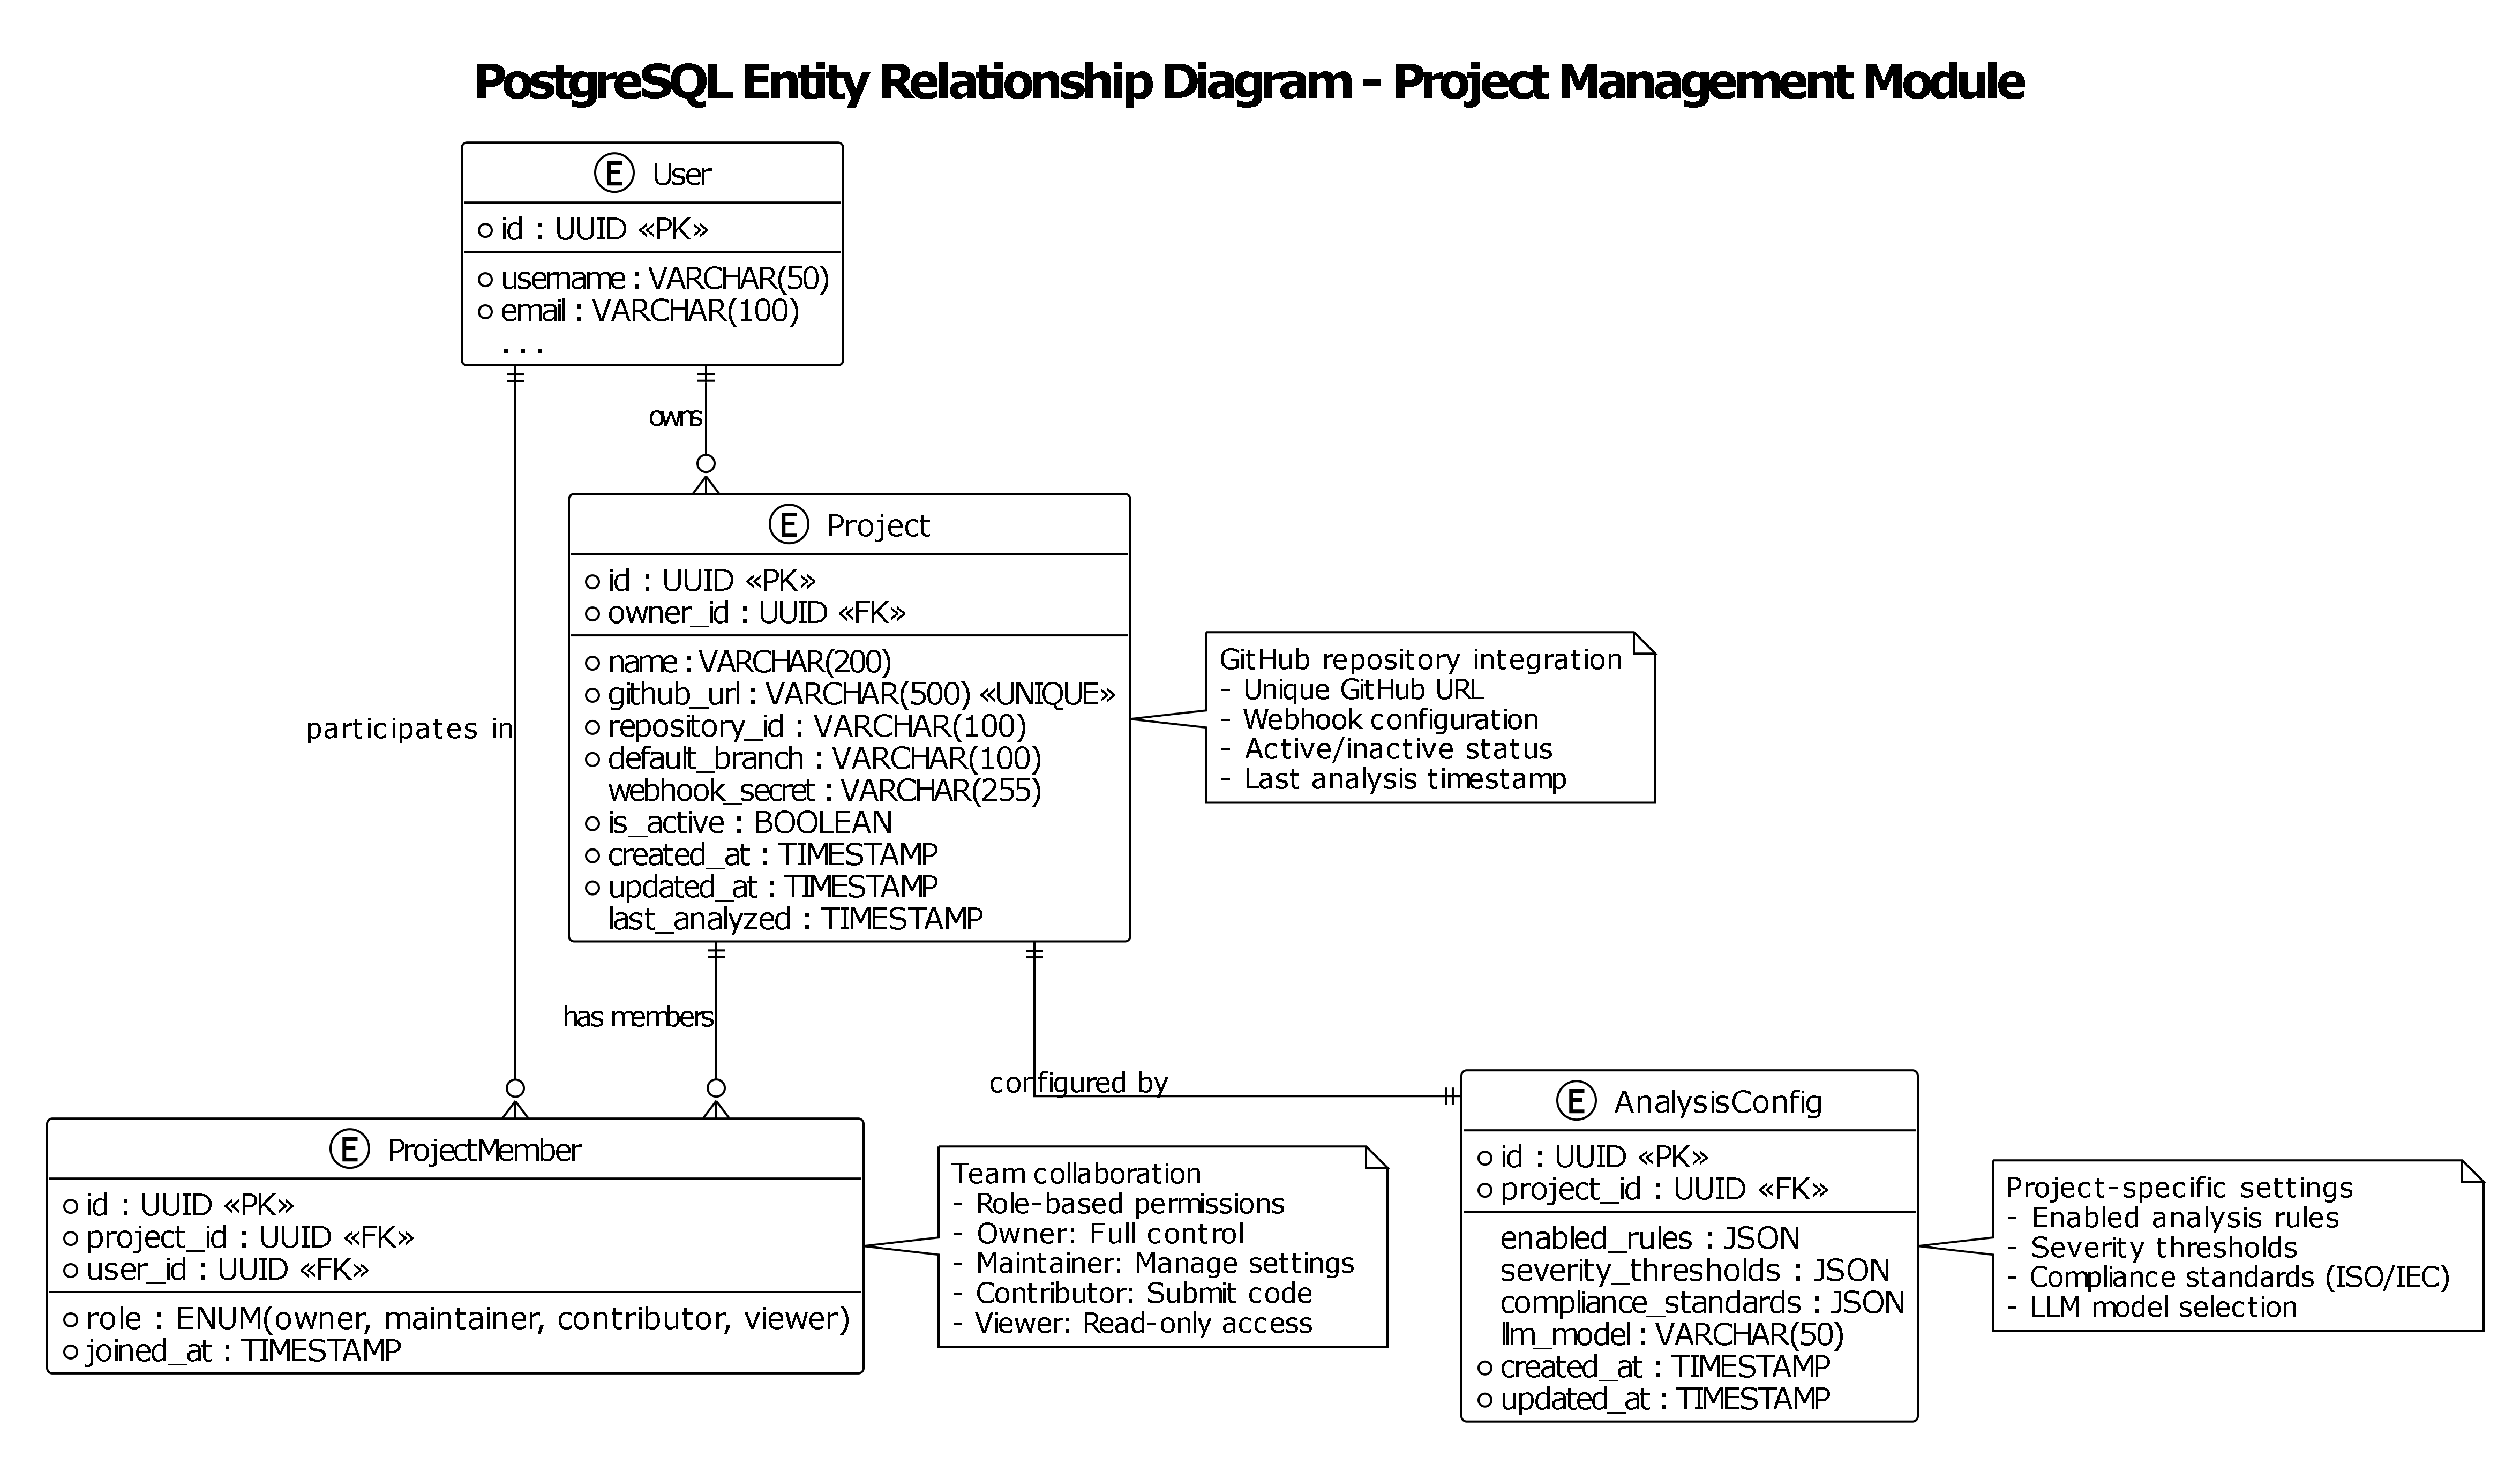 PostgreSQL Entity Relationship Diagram - Project Management Module
E User
id : UUID «PK»
username : VARCHAR(50)
email : VARCHAR(100)
...
owns
participates in
E Project
id : UUID «PK»
owner_id : UUID «FK»
name : VARCHAR(200)
github_url : VARCHAR(500) «UNIQUE»
repository_id : VARCHAR(100)
default_branch : VARCHAR(100)
webhook_secret : VARCHAR(255)
is_active : BOOLEAN
created_at : TIMESTAMP
updated_at : TIMESTAMP
last_analyzed : TIMESTAMP
GitHub repository integration
- Unique GitHub URL
- Webhook configuration
- Active/inactive status
- Last analysis timestamp
has members
configured by
E ProjectMember
id : UUID «PK»
project_id : UUID «FK»
user_id : UUID «FK»
role : ENUM(owner, maintainer, contributor, viewer)
joined_at : TIMESTAMP
Team collaboration
- Role-based permissions
- Owner: Full control
- Maintainer: Manage settings
- Contributor: Submit code
- Viewer: Read-only access
E AnalysisConfig
id : UUID «PK»
project_id : UUID «FK»
enabled_rules : JSON
severity_thresholds : JSON
compliance_standards : JSON
llm_model : VARCHAR(50)
created_at : TIMESTAMP
updated_at : TIMESTAMP
Project-specific settings
- Enabled analysis rules
- Severity thresholds
- Compliance standards (ISO/IEC)
- LLM model selection